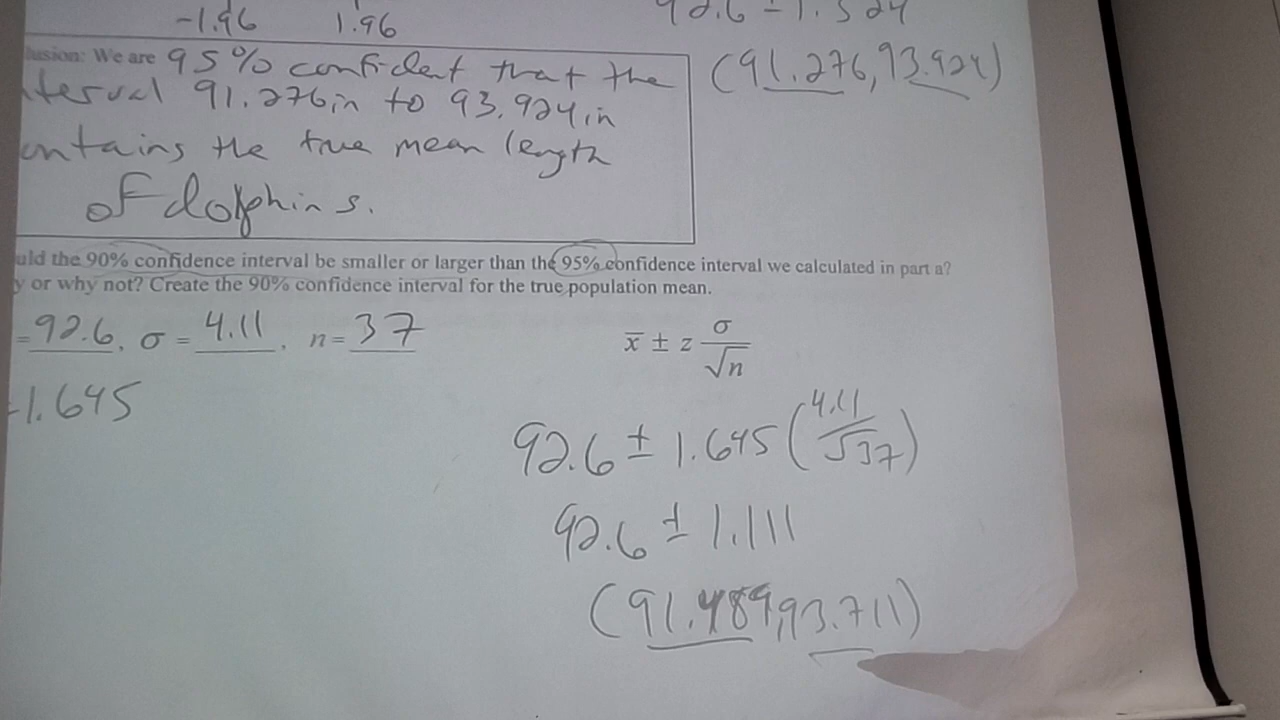 -1.96 1.96
92.6 ± 1.324
lusion: We are 95% confident that the
terval 91.276in to 93.924in
ontains the true mean length
of dolphins.
(91.276, 93.924)
uld the 90% confidence interval be smaller or larger than the 95% confidence interval we calculated in part a?
y or why not? Create the 90% confidence interval for the true population mean.
= 92.6, σ = 4.11, n = 37
x̄ ± z σ/√n
1.645
92.6 ± 1.645 (4.11/√37)
92.6 ± 1.111
(91.489, 93.711)